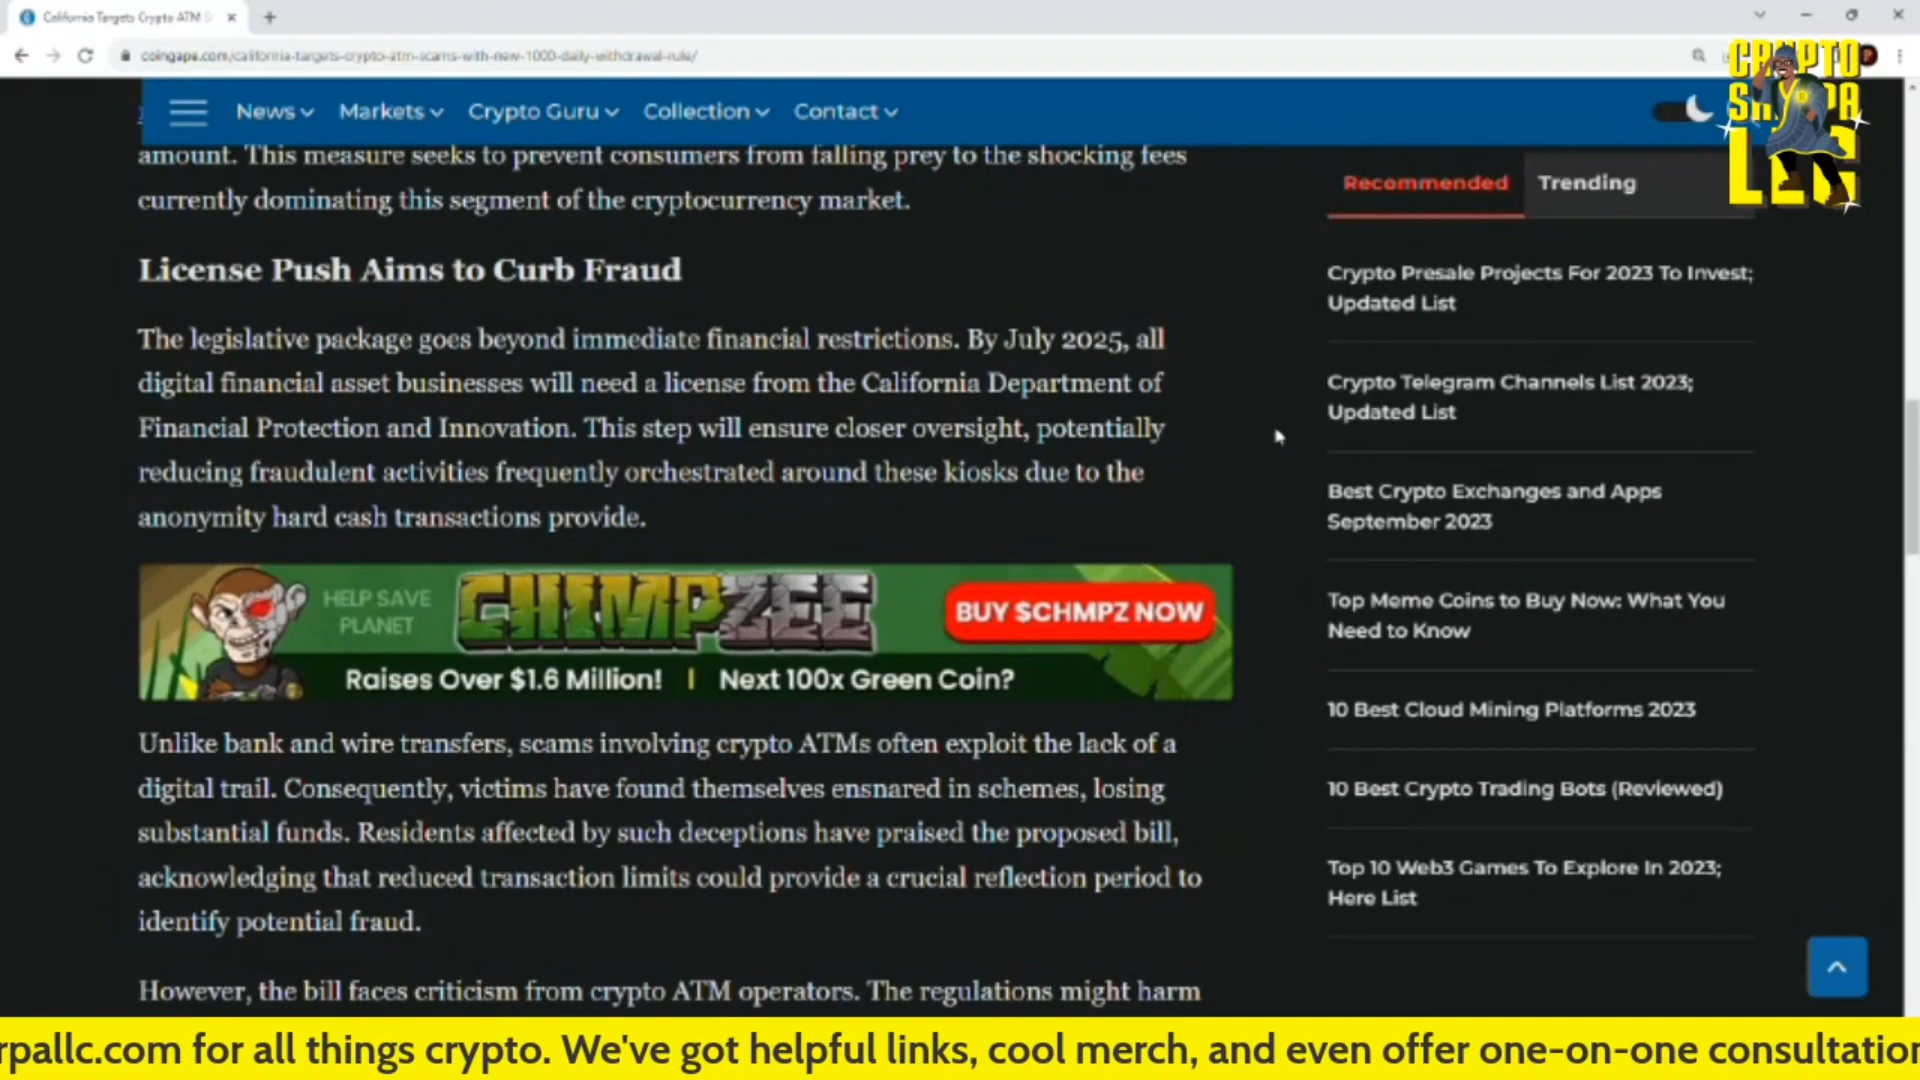 California Targets Crypto ATM S
coingape.com/california-targets-crypto-atm-scams-with-new-1000-daily-withdrawal-rule/
CRYPTO
SHERPA
LLC
News
Markets
Crypto Guru
Collection
Contact
amount. This measure seeks to prevent consumers from falling prey to the shocking fees
currently dominating this segment of the cryptocurrency market.
License Push Aims to Curb Fraud
The legislative package goes beyond immediate financial restrictions. By July 2025, all
digital financial asset businesses will need a license from the California Department of
Financial Protection and Innovation. This step will ensure closer oversight, potentially
reducing fraudulent activities frequently orchestrated around these kiosks due to the
anonymity hard cash transactions provide.
HELP SAVE
PLANET
CHIMPZEE
BUY $CHMPZ NOW
Raises Over $1.6 Million! | Next 100x Green Coin?
Unlike bank and wire transfers, scams involving crypto ATMs often exploit the lack of a
digital trail. Consequently, victims have found themselves ensnared in schemes, losing
substantial funds. Residents affected by such deceptions have praised the proposed bill,
acknowledging that reduced transaction limits could provide a crucial reflection period to
identify potential fraud.
However, the bill faces criticism from crypto ATM operators. The regulations might harm
Recommended
Trending
Crypto Presale Projects For 2023 To Invest;
Updated List
Crypto Telegram Channels List 2023;
Updated List
Best Crypto Exchanges and Apps
September 2023
Top Meme Coins to Buy Now: What You
Need to Know
10 Best Cloud Mining Platforms 2023
10 Best Crypto Trading Bots (Reviewed)
Top 10 Web3 Games To Explore In 2023;
Here List
rpallc.com for all things crypto. We've got helpful links, cool merch, and even offer one-on-one consultation